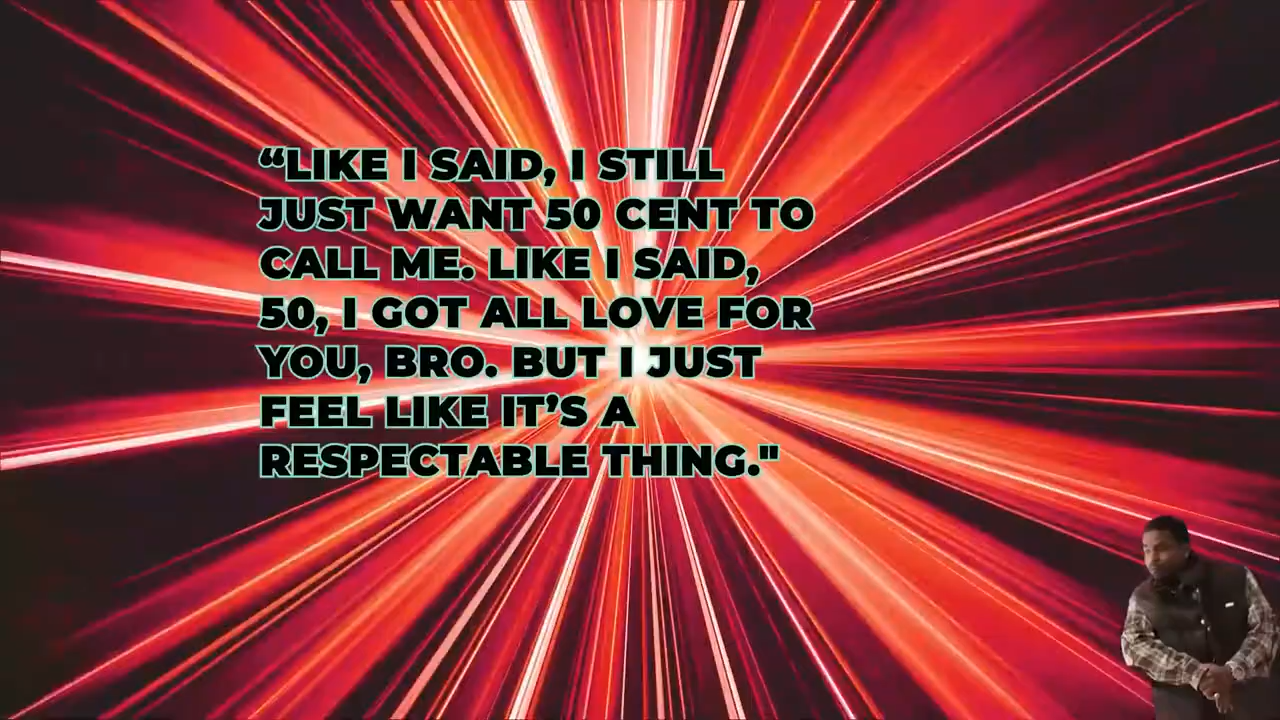 “LIKE I SAID, I STILL
JUST WANT 50 CENT TO
CALL ME. LIKE I SAID,
50, I GOT ALL LOVE FOR
YOU, BRO. BUT I JUST
FEEL LIKE IT’S A
RESPECTABLE THING."